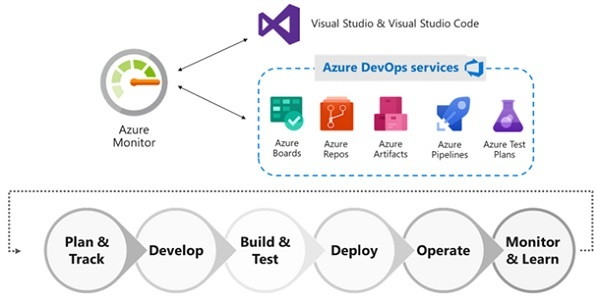 Visual Studio & Visual Studio Code
Azure DevOps services
Azure
Monitor
Azure
Boards
Azure
Repos
Azure
Artifacts
Azure
Pipelines
Azure Test
Plans
Plan &
Track
Develop
Build &
Test
Deploy
Operate
Monitor
& Learn